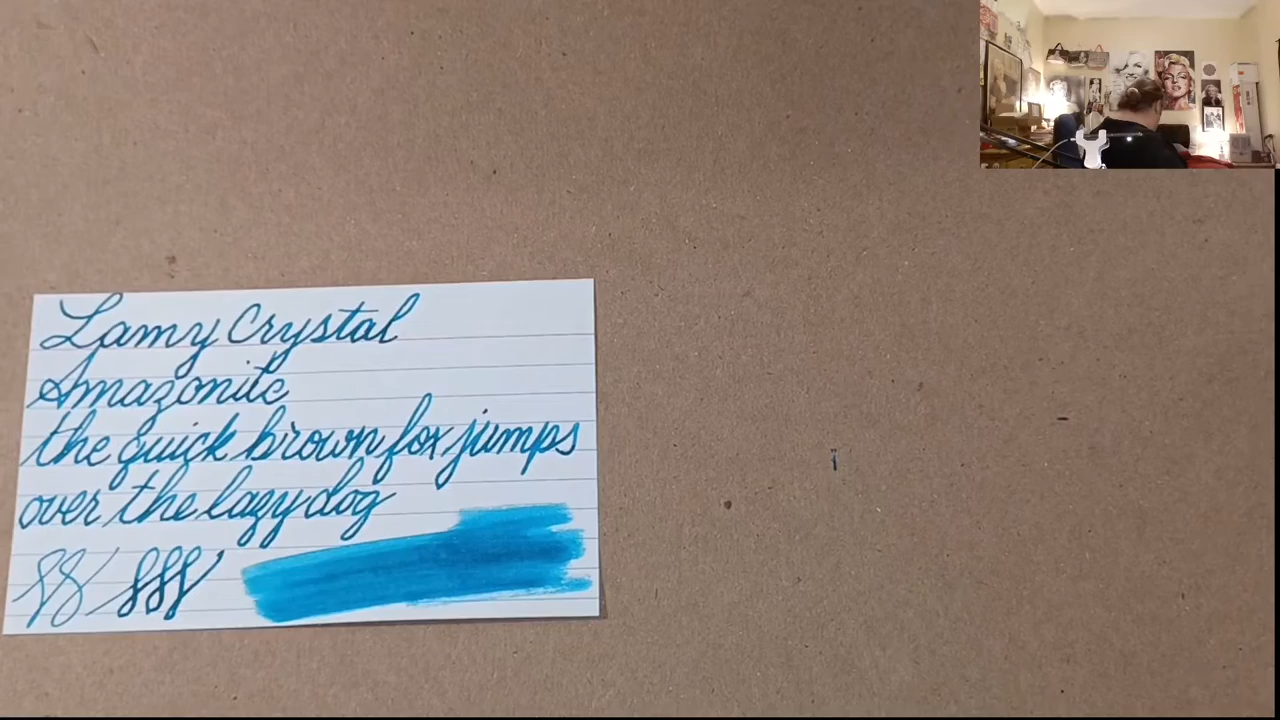 Lamy Crystal
Amazonite
the quick brown fox jumps
over the lazy dog